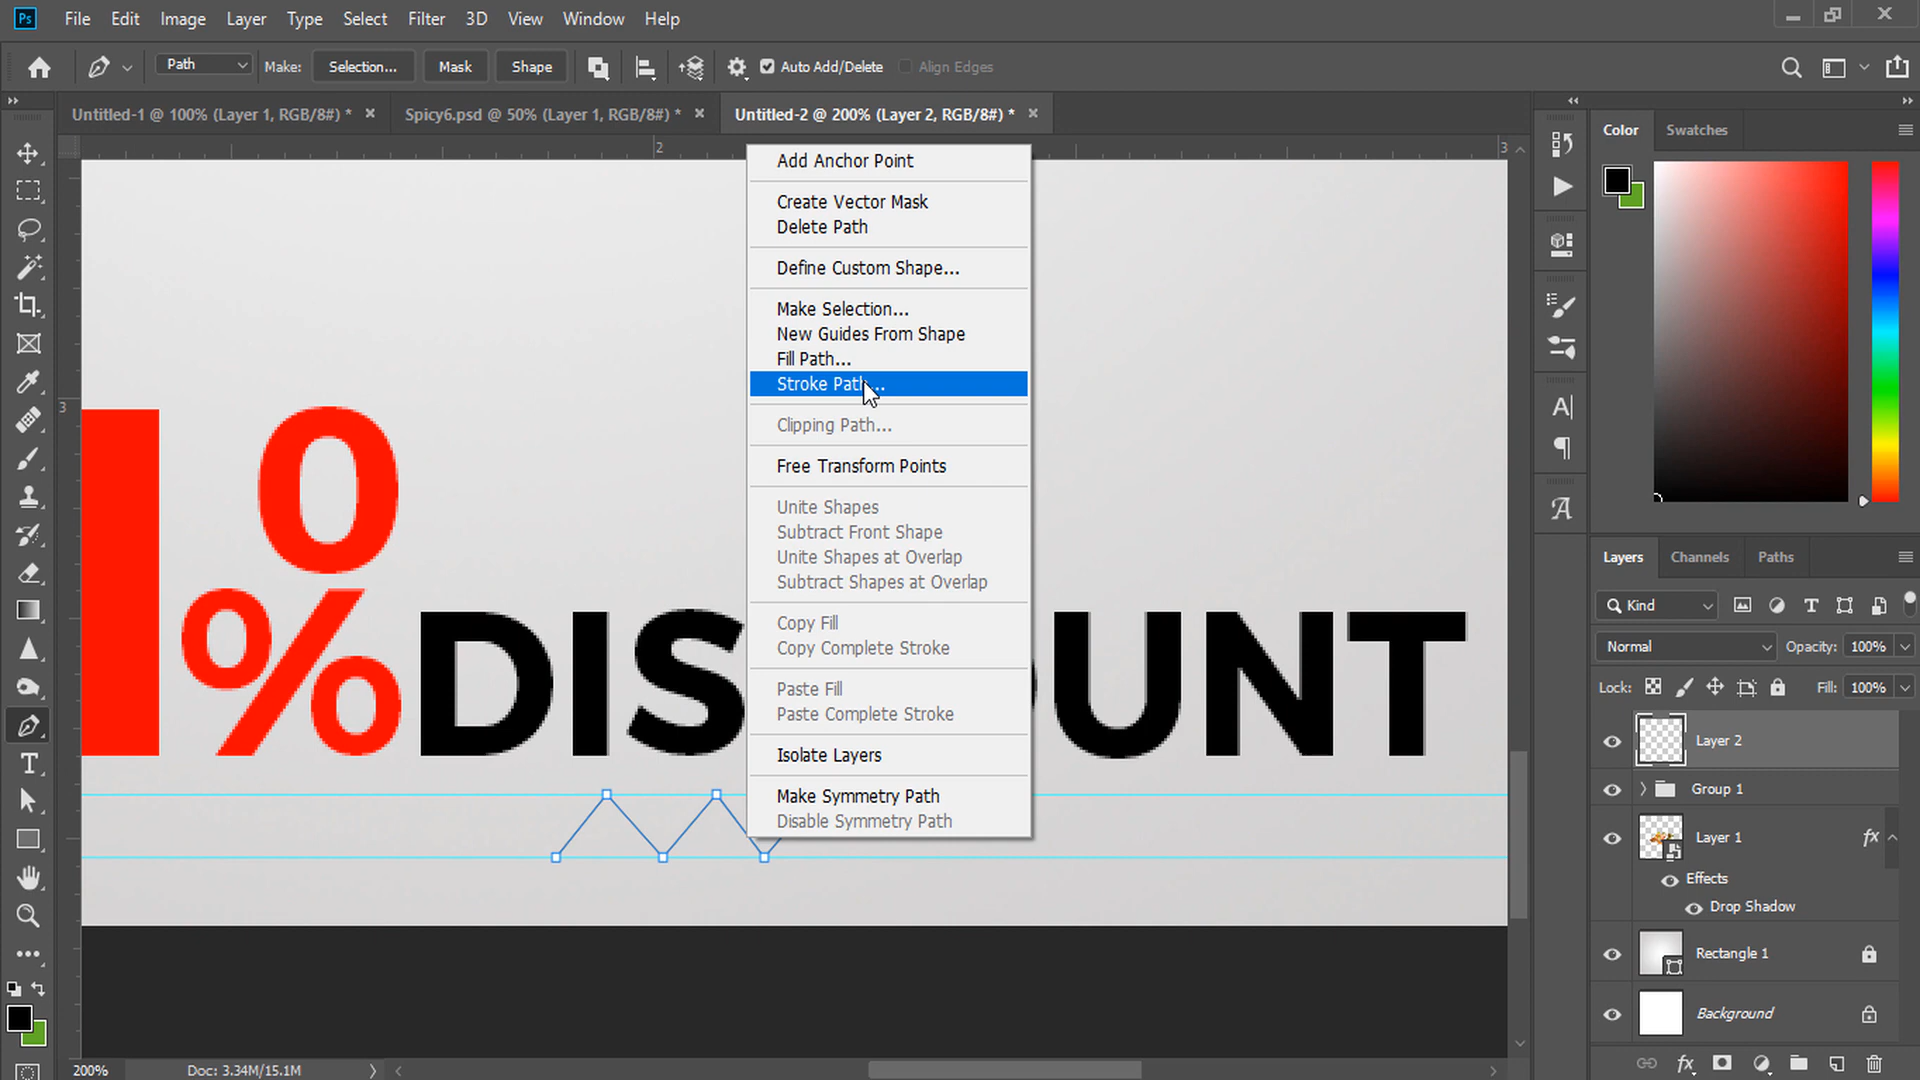 Ps File Edit Image Layer Type Select Filter 3D View Window Help
Path Make: Selection... Mask Shape Auto Add/Delete Align Edges
Untitled-1 @ 100% (Layer 1, RGB/8#) * Spicy6.psd @ 50% (Layer 1, RGB/8#) * Untitled-2 @ 200% (Layer 2, RGB/8#) *
2 3
3
10%
DISCOUNT
Add Anchor Point
Create Vector Mask
Delete Path
Define Custom Shape...
Make Selection...
New Guides From Shape
Fill Path...
Stroke Path...
Clipping Path...
Free Transform Points
Unite Shapes
Subtract Front Shape
Unite Shapes at Overlap
Subtract Shapes at Overlap
Copy Fill
Copy Complete Stroke
Paste Fill
Paste Complete Stroke
Isolate Layers
Make Symmetry Path
Disable Symmetry Path
Color Swatches
Layers Channels Paths
Kind
Normal Opacity: 100%
Lock: Fill: 100%
Layer 2
Group 1
Layer 1 fx
Effects
Drop Shadow
Rectangle 1
Background
200% Doc: 3.34M/15.1M